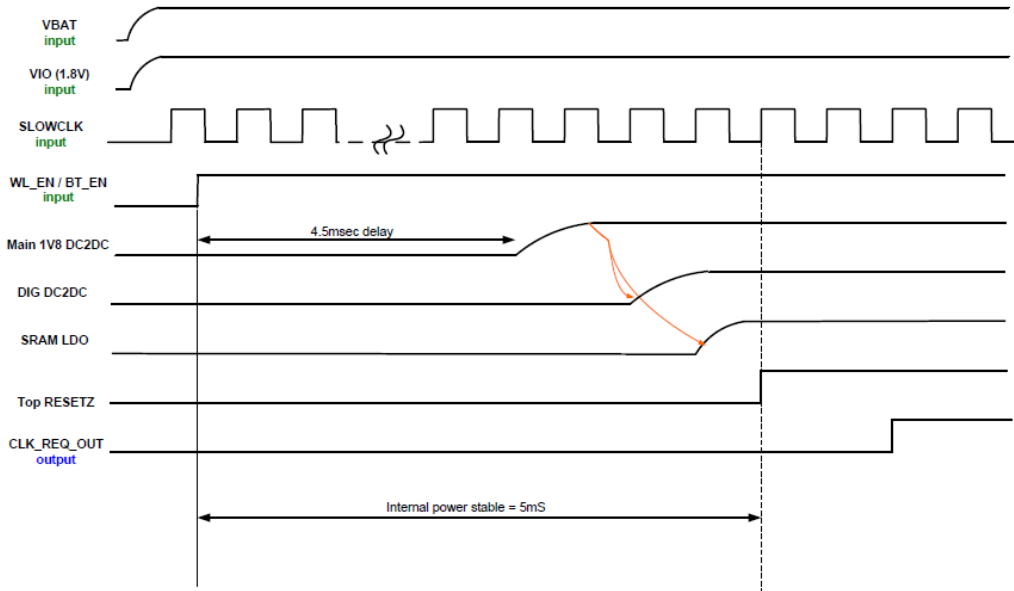 VBAT
input
VIO (1.8V)
input
SLOWCLK
input
WL_EN / BT_EN
input
4.5msec delay
Main 1V8 DC2DC
DIG DC2DC
SRAM LDO
Top RESETZ
CLK_REQ_OUT
output
Internal power stable = 5mS